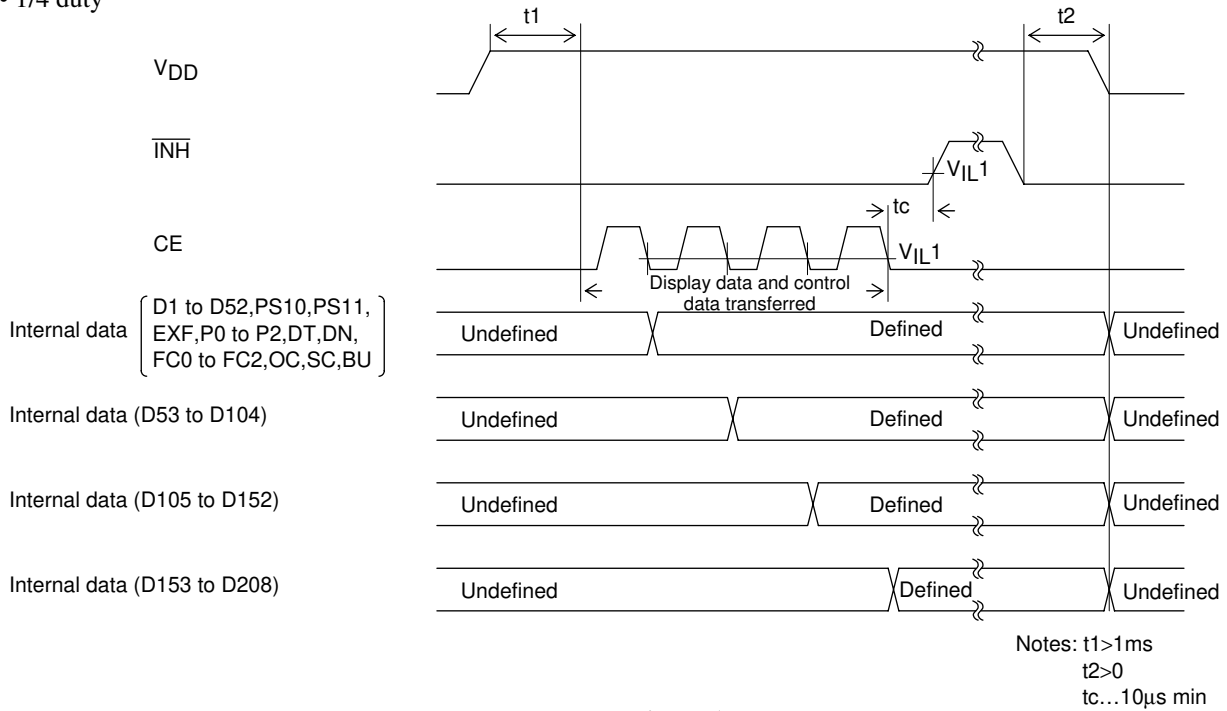 • 1/4 duty
t1
t2
VDD
INH
VIL1
tc
CE
VIL1
Display data and control
data transferred
Internal data
D1 to D52,PS10,PS11,
EXF,P0 to P2,DT,DN,
FC0 to FC2,OC,SC,BU
Undefined
Defined
Undefined
Internal data (D53 to D104)
Undefined
Defined
Undefined
Internal data (D105 to D152)
Undefined
Defined
Undefined
Internal data (D153 to D208)
Undefined
Defined
Undefined
Notes: t1>1ms
t2>0
tc…10μs min